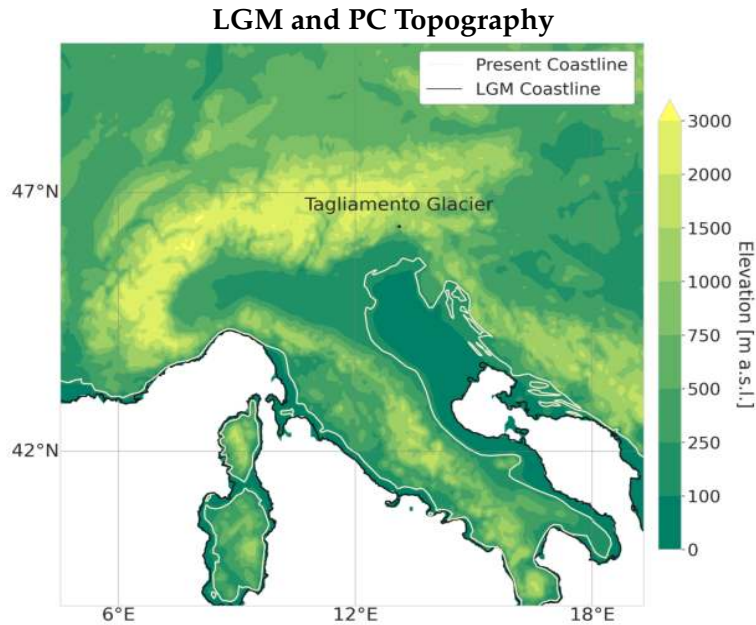 LGM and PC Topography
Present Coastline
LGM Coastline
47°N
42°N
Tagliamento Glacier
6°E
12°E
18°E
3000
2000
1500
1000
750
500
250
100
0
Elevation [m a.s.l.]